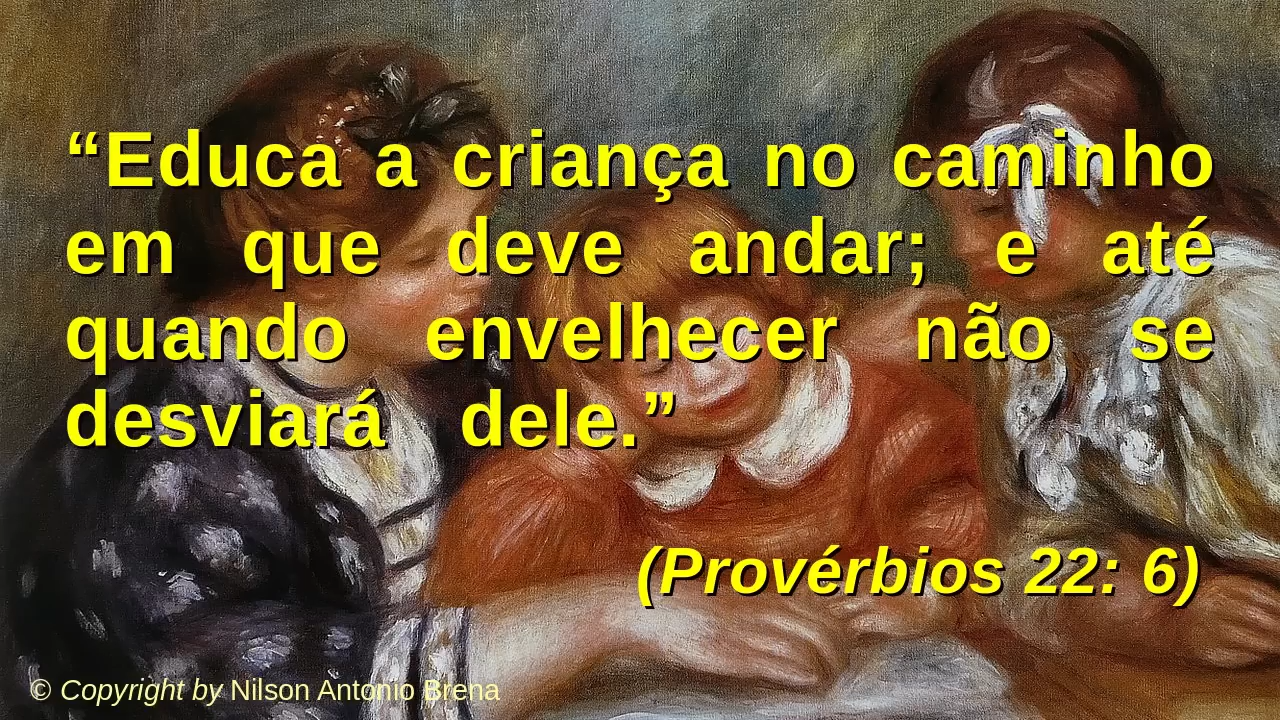 “Educa a criança no caminho
em que deve andar; e até
quando envelhecer não se
desviará dele.”
(Provérbios 22: 6)
© Copyright by Nilson Antonio Brena